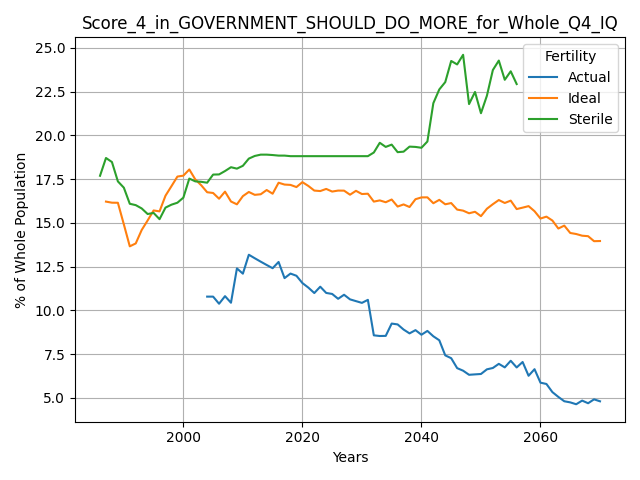 Score_4_in_GOVERNMENT_SHOULD_DO_MORE_for_Whole_Q4_IQ
Fertility
Actual
Ideal
Sterile
% of Whole Population
25.0
22.5
20.0
17.5
15.0
12.5
10.0
7.5
5.0
2000
2020
2040
2060
Years